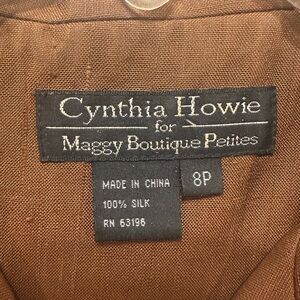 Cynthia Howie
for
Maggy Boutique Petites
MADE IN CHINA
100% SILK
RN 63196
8P